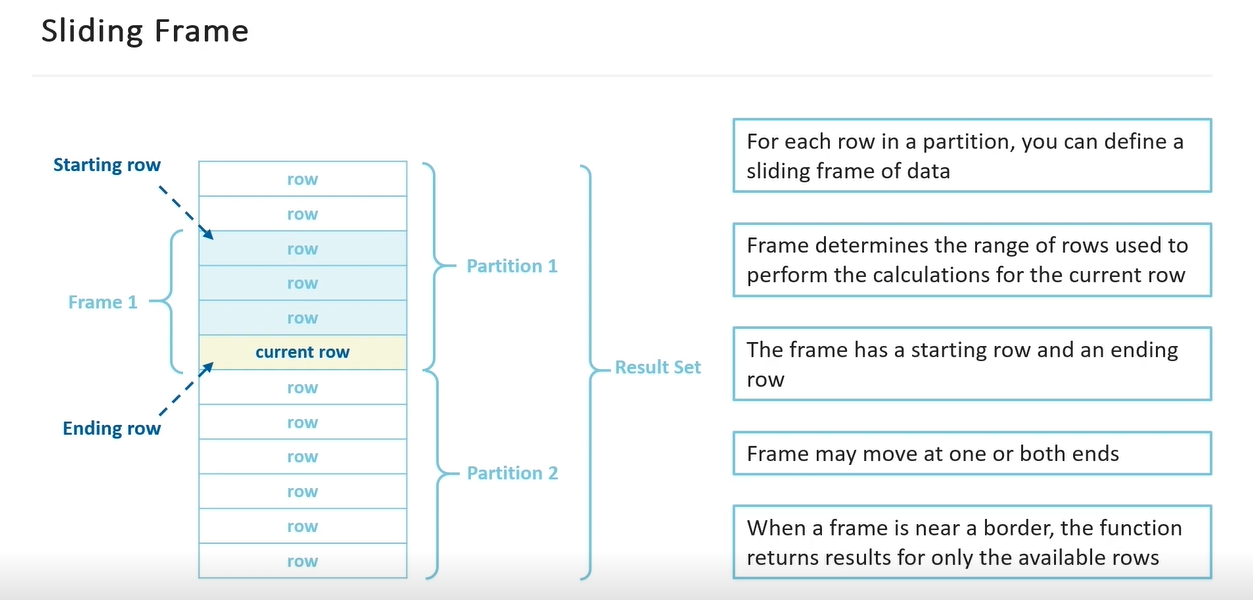 Sliding Frame
Starting row
row
row
row
row
row
current row
row
row
row
row
row
row
Frame 1
Ending row
Partition 1
Partition 2
Result Set
For each row in a partition, you can define a
sliding frame of data
Frame determines the range of rows used to
perform the calculations for the current row
The frame has a starting row and an ending
row
Frame may move at one or both ends
When a frame is near a border, the function
returns results for only the available rows